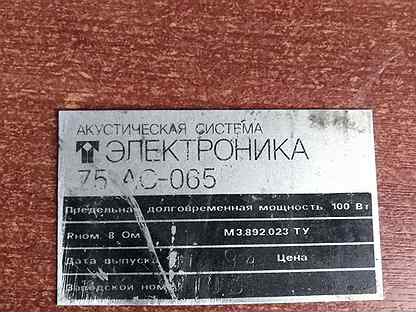 АКУСТИЧЕСКАЯ СИСТЕМА
ЭЛЕКТРОНИКА
75 АС-065
Предельная долговременная мощность 100 Вт
Rном. 8 Ом М3.892.023 ТУ
Дата выпуска Цена
Заводской номер